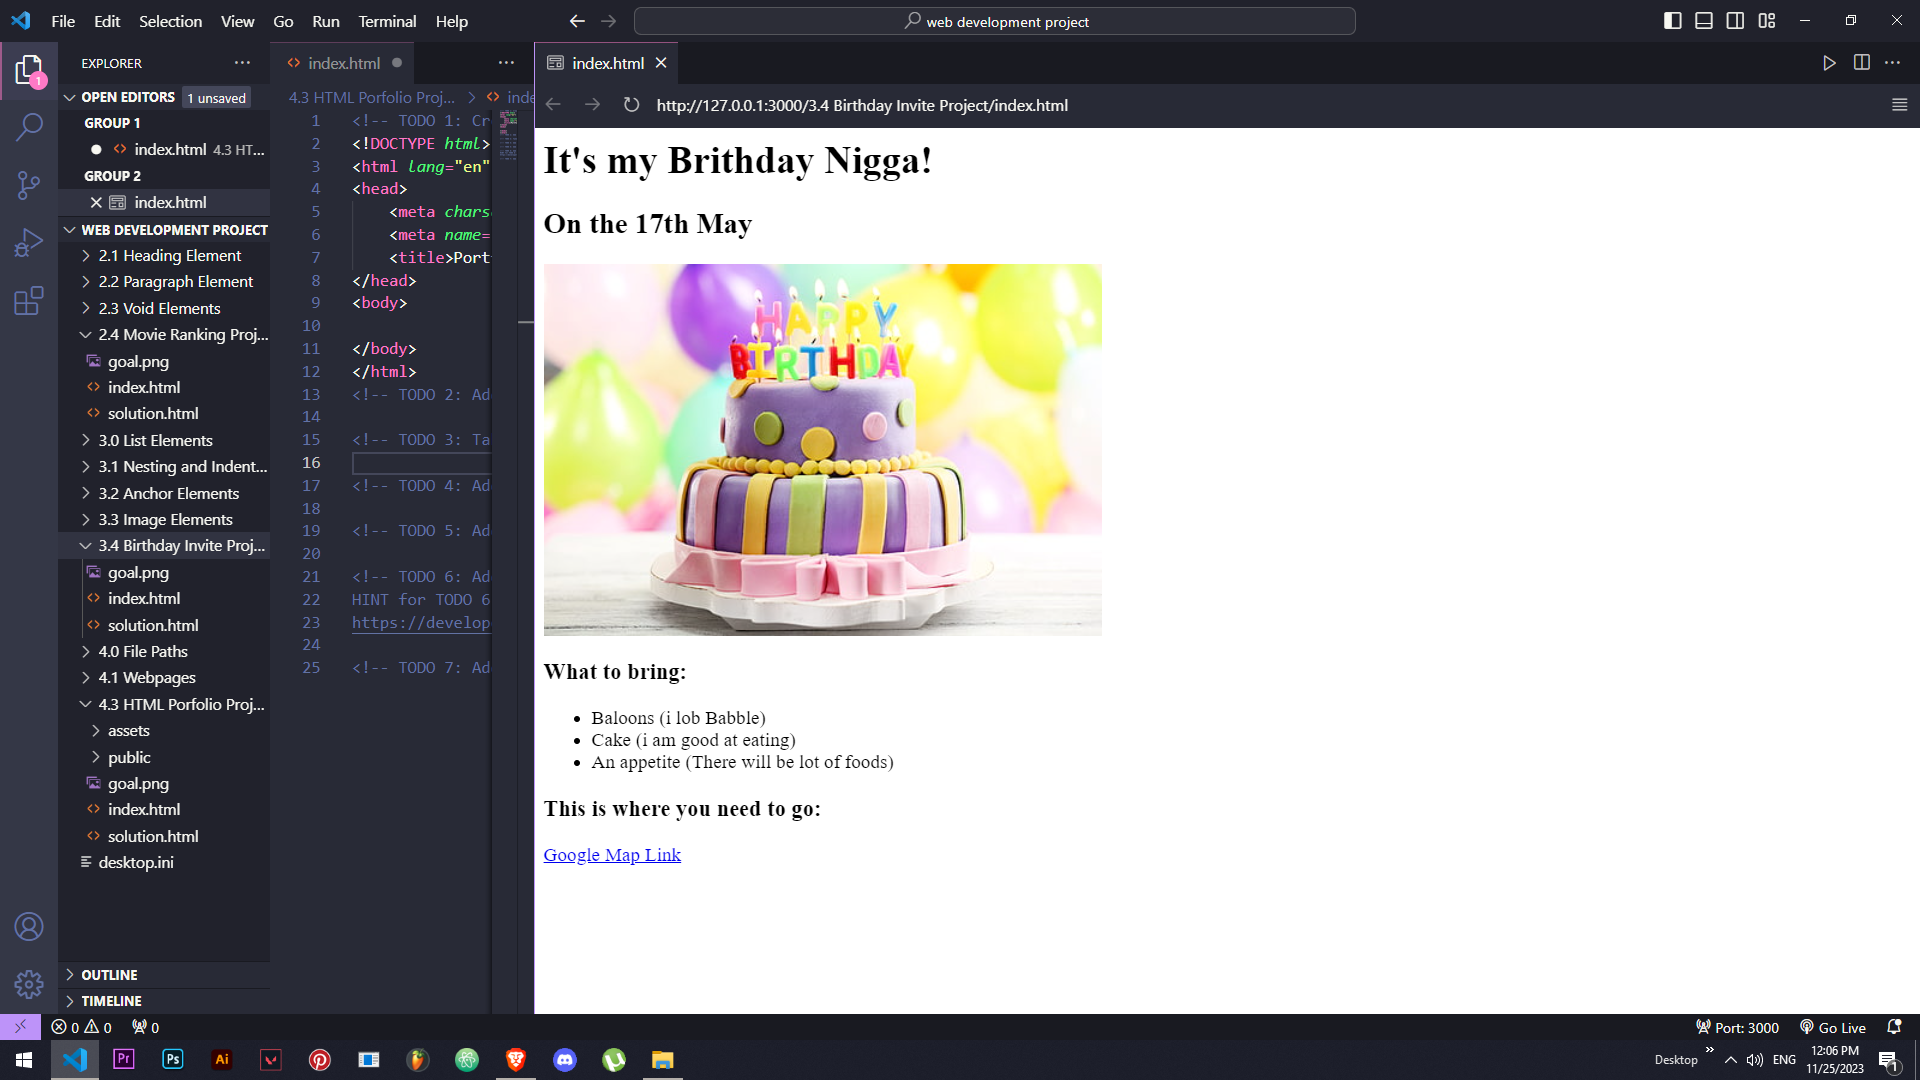 File Edit Selection View Go Run Terminal Help
web development project
EXPLORER
OPEN EDITORS 1 unsaved
GROUP 1
index.html 4.3 HT...
GROUP 2
index.html
WEB DEVELOPMENT PROJECT
2.1 Heading Element
2.2 Paragraph Element
2.3 Void Elements
2.4 Movie Ranking Proj...
goal.png
index.html
solution.html
3.0 List Elements
3.1 Nesting and Indent...
3.2 Anchor Elements
3.3 Image Elements
3.4 Birthday Invite Proj...
goal.png
index.html
solution.html
4.0 File Paths
4.1 Webpages
4.3 HTML Porfolio Proj...
assets
public
goal.png
index.html
solution.html
desktop.ini
OUTLINE
TIMELINE
index.html
4.3 HTML Porfolio Proj... > inde
1 <!-- TODO 1: Cr
2 <!DOCTYPE html>
3 <html lang="en"
4 <head>
5 <meta chars
6 <meta name=
7 <title>Port
8 </head>
9 <body>
10
11 </body>
12 </html>
13 <!-- TODO 2: Ad
14
15 <!-- TODO 3: Ta
16
17 <!-- TODO 4: Ad
18
19 <!-- TODO 5: Ad
20
21 <!-- TODO 6: Ad
22 HINT for TODO 6
23 https://develop
24
25 <!-- TODO 7: Ad
index.html
http://127.0.0.1:3000/3.4 Birthday Invite Project/index.html
It's my Brithday Nigga!
On the 17th May
HAPPY
BIRTHDAY
What to bring:
Baloons (i lob Babble)
Cake (i am good at eating)
An appetite (There will be lot of foods)
This is where you need to go:
Google Map Link
0 0 0
Port: 3000 Go Live
Pr Ps Ai
Desktop ENG 12:06 PM
11/25/2023
1